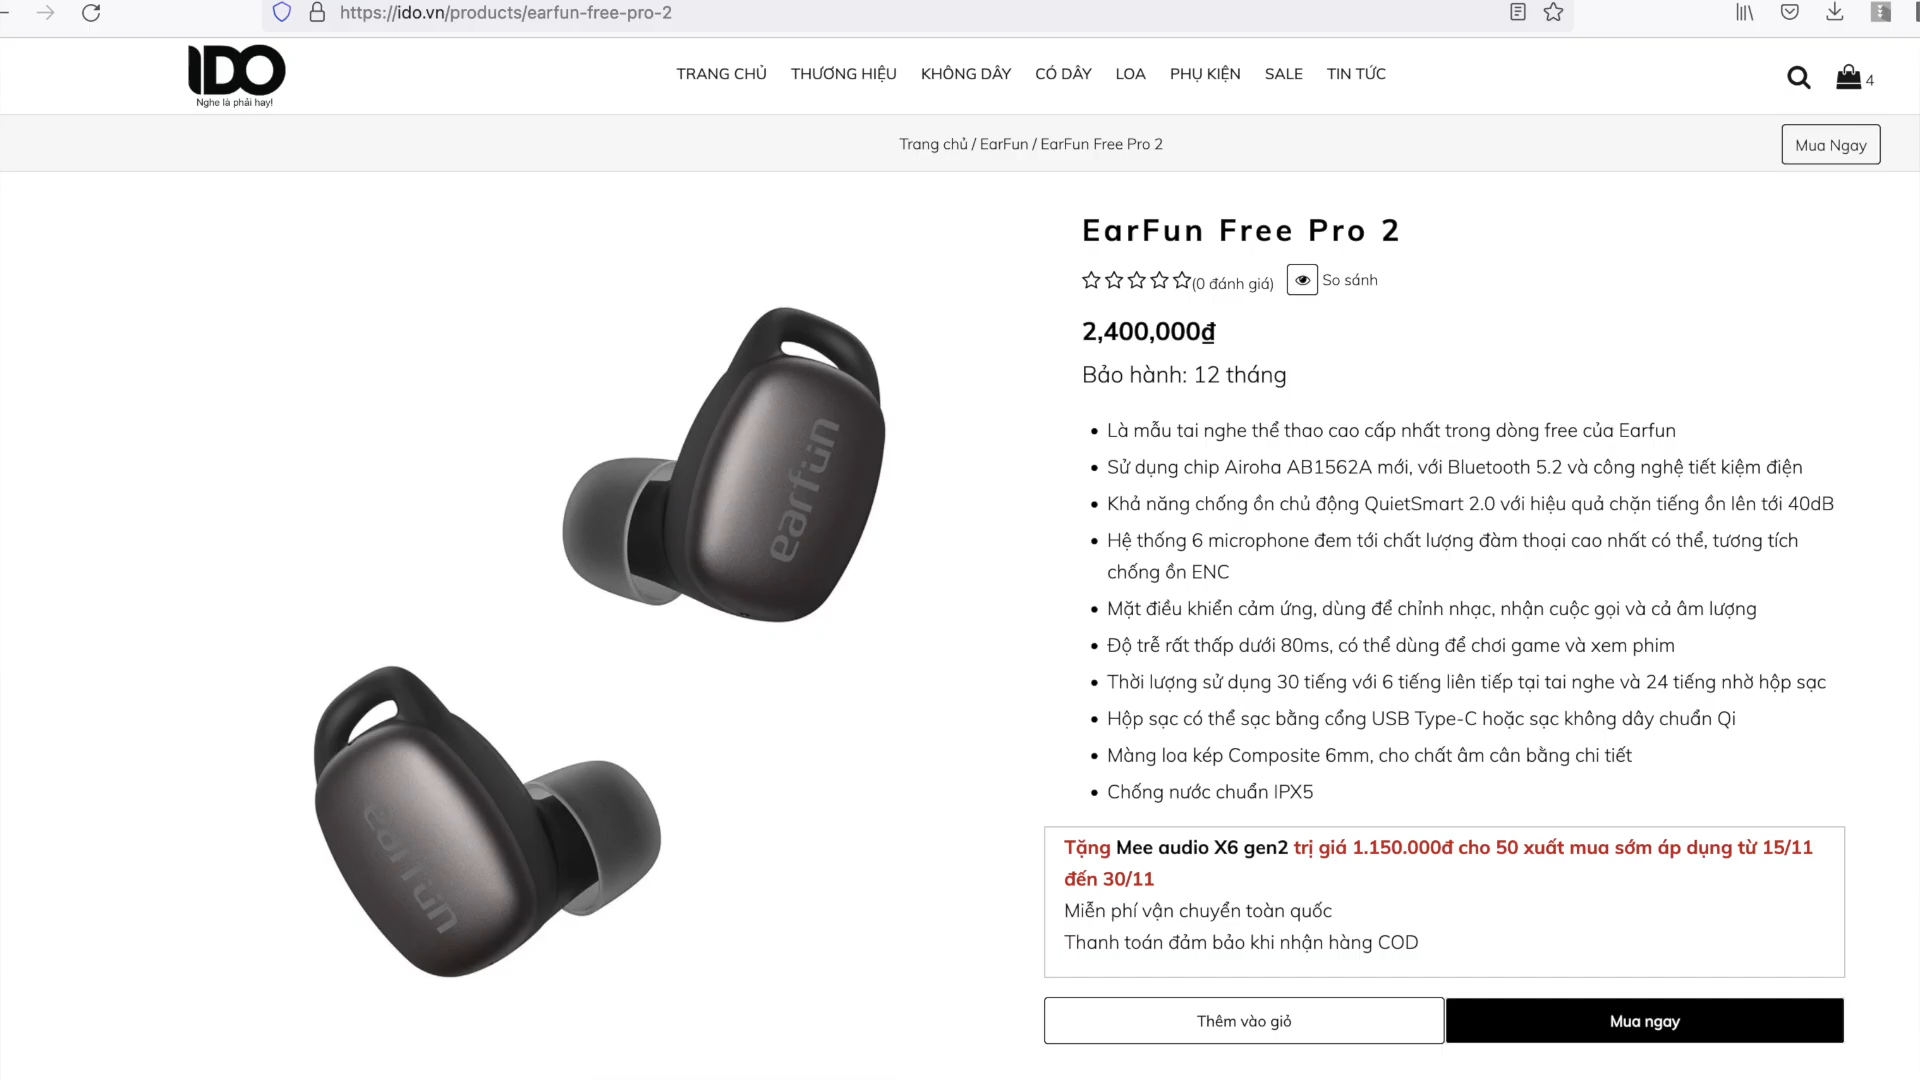 https://ido.vn/products/earfun-free-pro-2
IDO
Nghe là phải hay!
TRANG CHỦ THƯƠNG HIỆU KHÔNG DÂY CÓ DÂY LOA PHỤ KIỆN SALE TIN TỨC
4
Trang chủ / EarFun / EarFun Free Pro 2
Mua Ngay
EarFun Free Pro 2
(0 đánh giá) So sánh
2,400,000₫
Bảo hành: 12 tháng
• Là mẫu tai nghe thể thao cao cấp nhất trong dòng free của Earfun
• Sử dụng chip Airoha AB1562A mới, với Bluetooth 5.2 và công nghệ tiết kiệm điện
• Khả năng chống ồn chủ động QuietSmart 2.0 với hiệu quả chặn tiếng ồn lên tới 40dB
• Hệ thống 6 microphone đem tới chất lượng đàm thoại cao nhất có thể, tương tích
chống ồn ENC
• Mặt điều khiển cảm ứng, dùng để chỉnh nhạc, nhận cuộc gọi và cả âm lượng
• Độ trễ rất thấp dưới 80ms, có thể dùng để chơi game và xem phim
• Thời lượng sử dụng 30 tiếng với 6 tiếng liên tiếp tại tai nghe và 24 tiếng nhờ hộp sạc
• Hộp sạc có thể sạc bằng cổng USB Type-C hoặc sạc không dây chuẩn Qi
• Màng loa kép Composite 6mm, cho chất âm cân bằng chi tiết
• Chống nước chuẩn IPX5
Tặng Mee audio X6 gen2 trị giá 1.150.000đ cho 50 xuất mua sớm áp dụng từ 15/11
đến 30/11
Miễn phí vận chuyển toàn quốc
Thanh toán đảm bảo khi nhận hàng COD
Thêm vào giỏ
Mua ngay
earfun
earfun